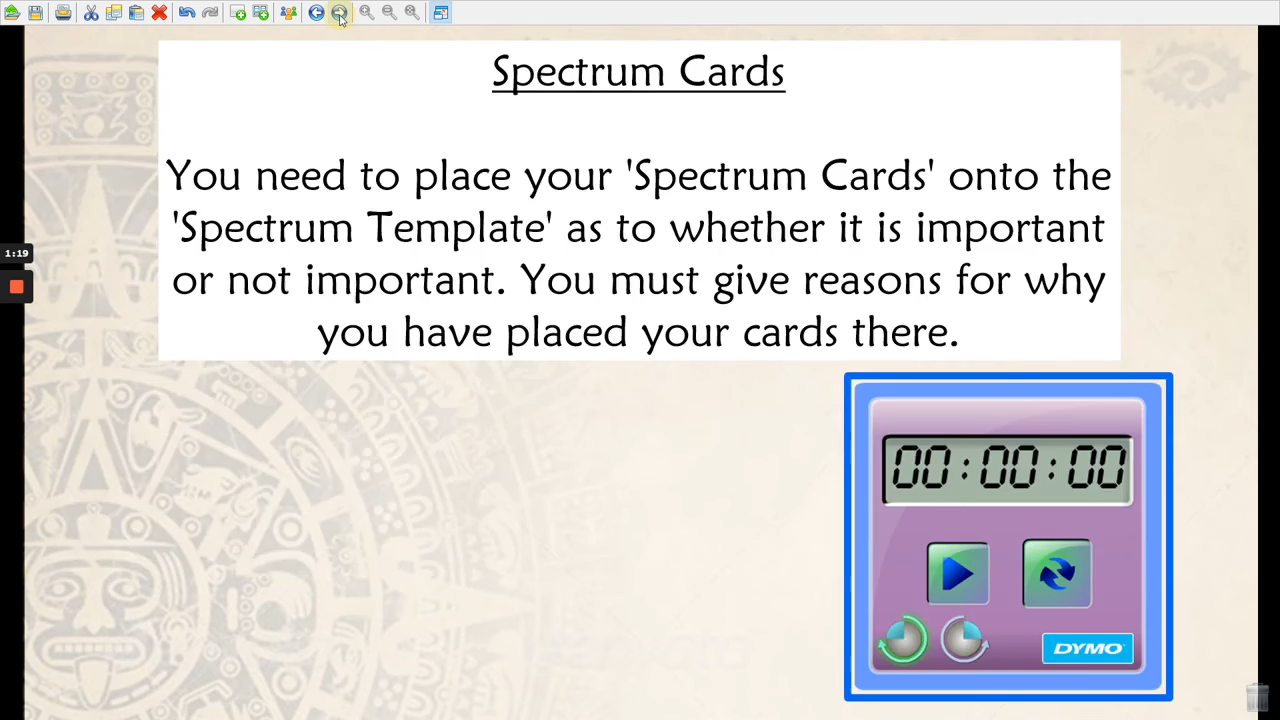 Spectrum Cards
You need to place your 'Spectrum Cards' onto the
'Spectrum Template' as to whether it is important
or not important. You must give reasons for why
you have placed your cards there.
1:19
00:00:00
DYMO